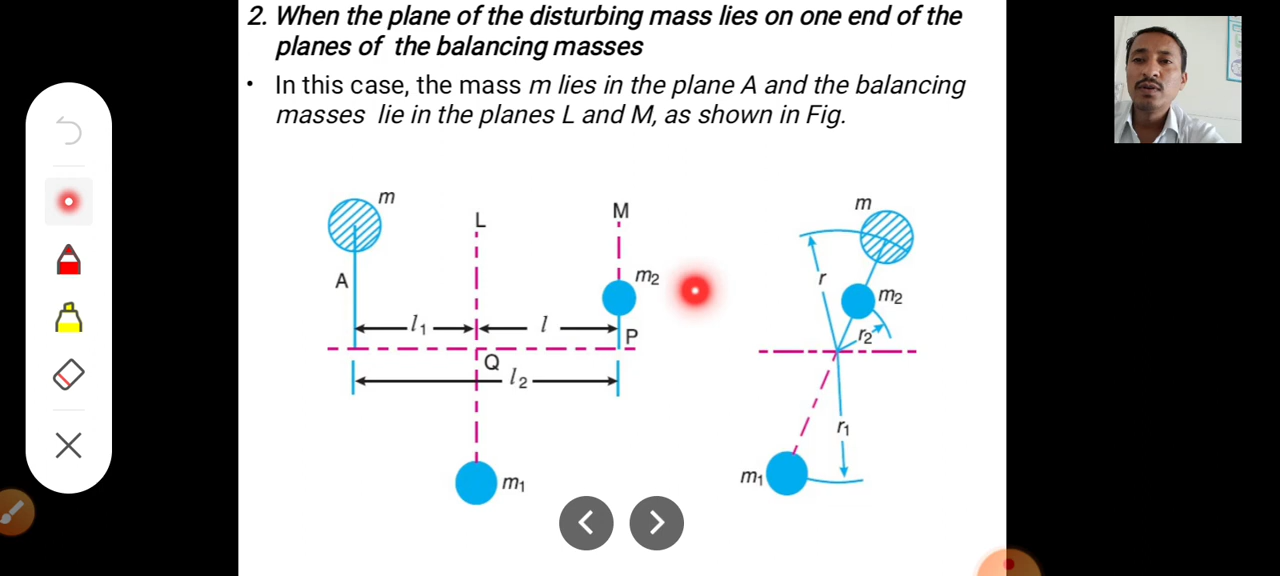 2. When the plane of the disturbing mass lies on one end of the
planes of the balancing masses
• In this case, the mass m lies in the plane A and the balancing
masses lie in the planes L and M, as shown in Fig.
m
L
M
m2
A
l1
l
P
Q
l2
m1
m
r
m2
r2
r1
m1